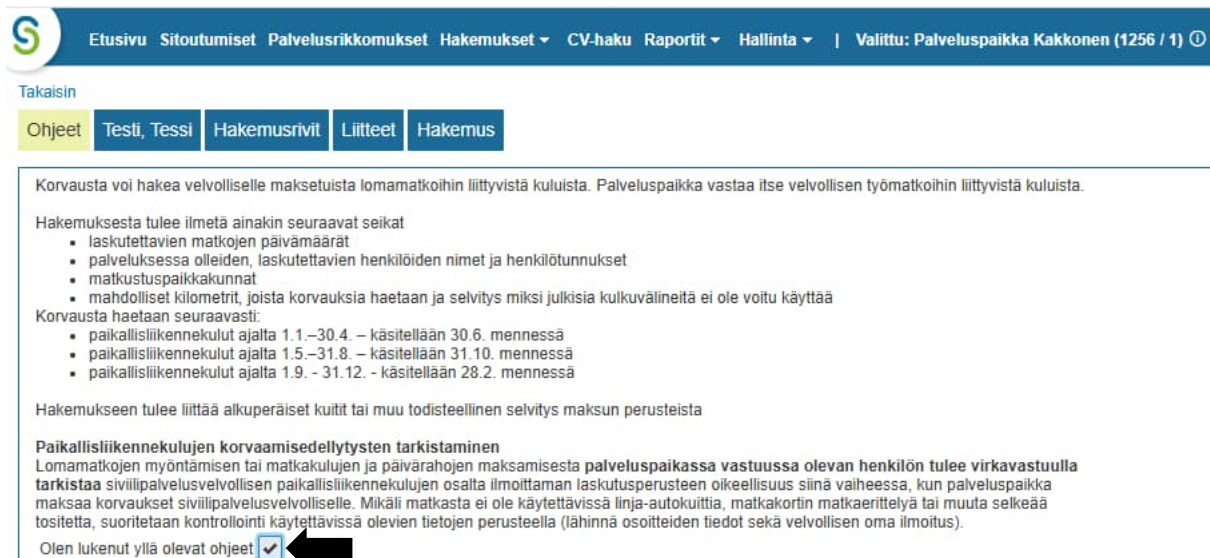 S
Etusivu Sitoutumiset Palvelusrikkomukset Hakemukset CV-haku Raportit Hallinta | Valittu: Palveluspaikka Kakkonen (1256 / 1)
Takaisin
Ohjeet Testi, Tessi Hakemusrivit Liitteet Hakemus
Korvausta voi hakea velvolliselle maksetuista lomamatkoihin liittyvistä kuluista. Palveluspaikka vastaa itse velvollisen työmatkoihin liittyvistä kuluista.
Hakemuksesta tulee ilmetä ainakin seuraavat seikat
• laskutettavien matkojen päivämäärät
• palveluksessa olleiden, laskutettavien henkilöiden nimet ja henkilötunnukset
• matkustuspaikkakunnat
• mahdolliset kilometrit, joista korvauksia haetaan ja selvitys miksi julkisia kulkuvälineitä ei ole voitu käyttää
Korvausta haetaan seuraavasti:
• paikallisliikennekulut ajalta 1.1.–30.4. – käsitellään 30.6. mennessä
• paikallisliikennekulut ajalta 1.5.–31.8. – käsitellään 31.10. mennessä
• paikallisliikennekulut ajalta 1.9. - 31.12. - käsitellään 28.2. mennessä
Hakemukseen tulee liittää alkuperäiset kuitit tai muu todisteellinen selvitys maksun perusteista
Paikallisliikennekulujen korvaamisedellytysten tarkistaminen
Lomamatkojen myöntämisen tai matkakulujen ja päivärahojen maksamisesta palveluspaikassa vastuussa olevan henkilön tulee virkavastuulla
tarkistaa siviilipalvelusvelvollisen paikallisliikennekulujen osalta ilmoittaman laskutusperusteen oikeellisuus siinä vaiheessa, kun palveluspaikka
maksaa korvaukset siviilipalvelusvelvolliselle. Mikäli matkasta ei ole käytettävissä linja-autokuittia, matkakortin matkaerittelyä tai muuta selkeää
tositetta, suoritetaan kontrollointi käytettävissä olevien tietojen perusteella (lähinnä osoitteiden tiedot sekä velvollisen oma ilmoitus).
Olen lukenut yllä olevat ohjeet